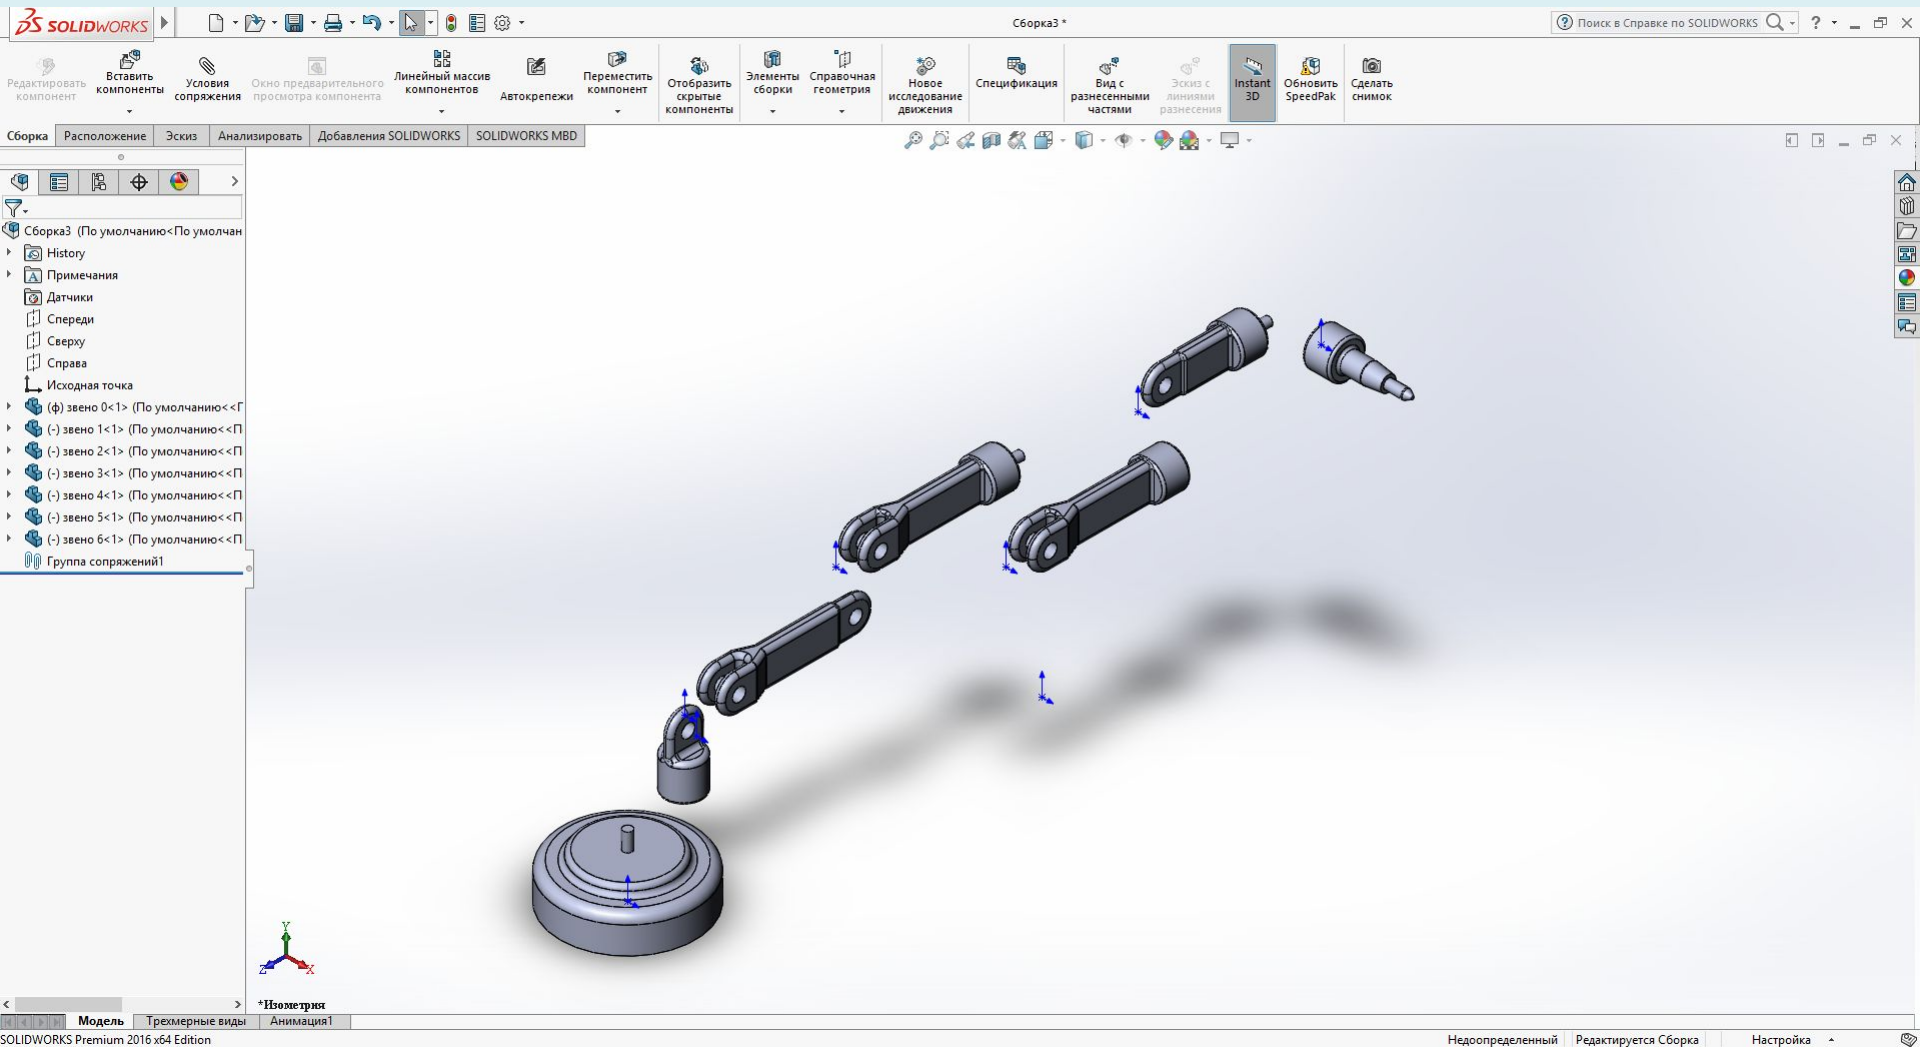 SOLIDWORKS
Сборка3 *
Поиск в Справке по SOLIDWORKS
?
Редактировать компонент
Вставить компоненты
Условия сопряжения
Окно предварительного просмотра компонента
Линейный массив компонентов
Автокрепежи
Переместить компонент
Отобразить скрытые компоненты
Элементы сборки
Справочная геометрия
Новое исследование движения
Спецификация
Вид с разнесенными частями
Эскиз с линиями разнесения
Instant 3D
Обновить SpeedPak
Сделать снимок
Сборка
Расположение
Эскиз
Анализировать
Добавления SOLIDWORKS
SOLIDWORKS MBD
Сборка3 (По умолчанию<По умолчан
History
Примечания
Датчики
Спереди
Сверху
Справа
Исходная точка
(ф) звено 0<1> (По умолчанию<<П
(-) звено 1<1> (По умолчанию<<П
(-) звено 2<1> (По умолчанию<<П
(-) звено 3<1> (По умолчанию<<П
(-) звено 4<1> (По умолчанию<<П
(-) звено 5<1> (По умолчанию<<П
(-) звено 6<1> (По умолчанию<<П
Группа сопряжений1
Y
Z
X
*Изометрия
Модель
Трехмерные виды
Анимация1
SOLIDWORKS Premium 2016 x64 Edition
Недоопределенный
Редактируется Сборка
Настройка